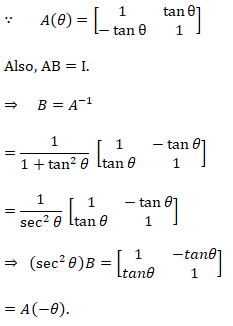 ∵ A(θ) = [ 1 tan θ
− tan θ 1 ]
Also, AB = I.
⇒ B = A⁻¹
= 1 / (1 + tan² θ) [ 1 − tan θ
tan θ 1 ]
= 1 / (sec² θ) [ 1 − tan θ
tan θ 1 ]
⇒ (sec² θ)B = [ 1 −tanθ
tanθ 1 ]
= A(−θ).